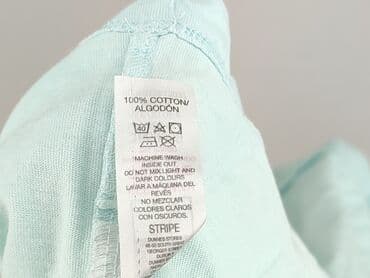 100% COTTON/
ALGODÓN
40
MACHINE WASH
INSIDE OUT
DO NOT MIX LIGHT AND
DARK COLOURS
LAVAR A MÁQUINA DEL
REVÉS
NO MEZCLAR
COLORES CLAROS
CON OSCUROS.
STRIPE
DUNNES STORES